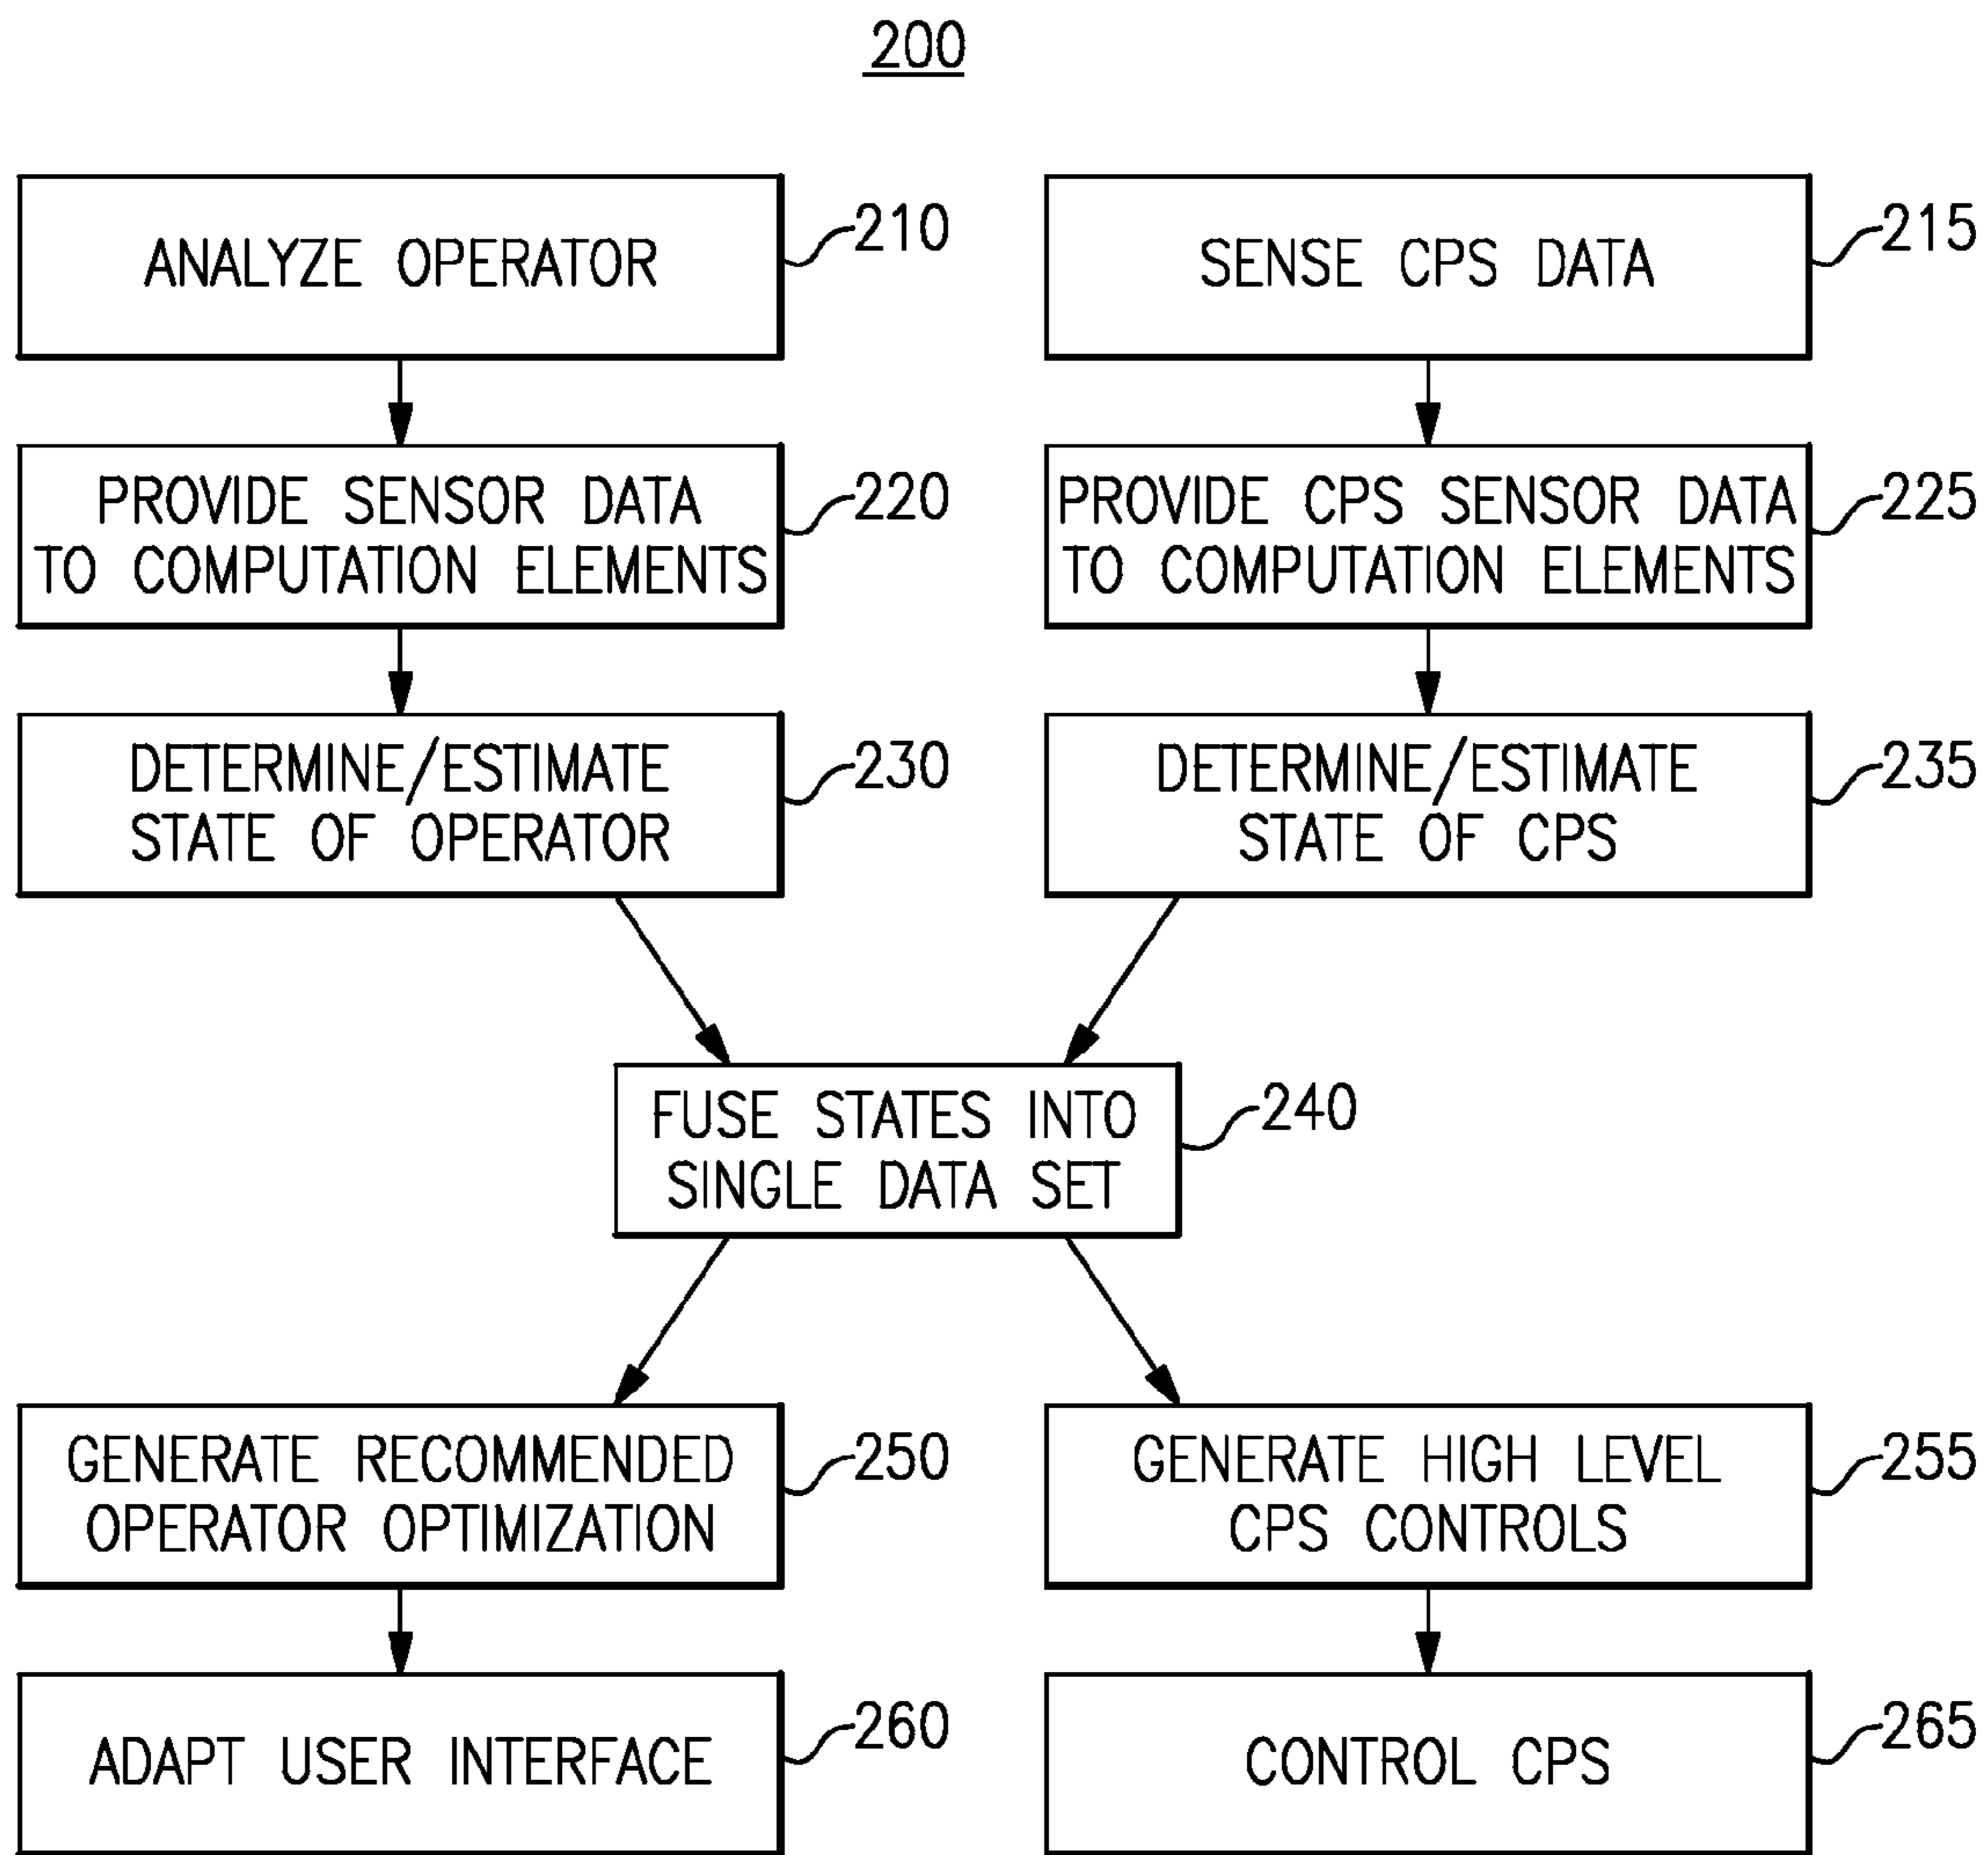 200
ANALYZE OPERATOR
210
SENSE CPS DATA
215
PROVIDE SENSOR DATA
TO COMPUTATION ELEMENTS
220
PROVIDE CPS SENSOR DATA
TO COMPUTATION ELEMENTS
225
DETERMINE/ESTIMATE
STATE OF OPERATOR
230
DETERMINE/ESTIMATE
STATE OF CPS
235
FUSE STATES INTO
SINGLE DATA SET
240
GENERATE RECOMMENDED
OPERATOR OPTIMIZATION
250
GENERATE HIGH LEVEL
CPS CONTROLS
255
ADAPT USER INTERFACE
260
CONTROL CPS
265